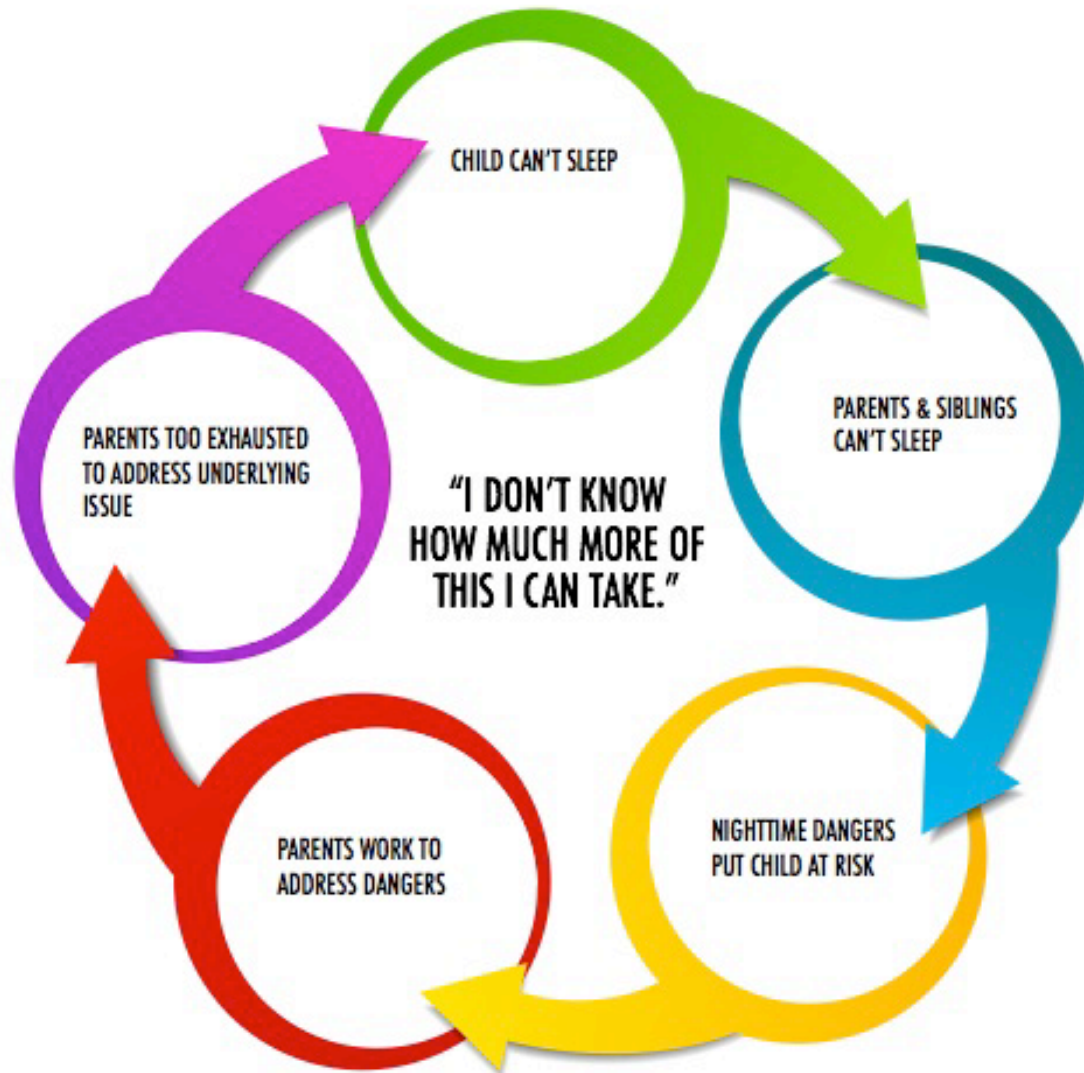 CHILD CAN'T SLEEP
PARENTS & SIBLINGS
CAN'T SLEEP
NIGHTTIME DANGERS
PUT CHILD AT RISK
PARENTS WORK TO
ADDRESS DANGERS
PARENTS TOO EXHAUSTED
TO ADDRESS UNDERLYING
ISSUE
“I DON'T KNOW
HOW MUCH MORE OF
THIS I CAN TAKE.”